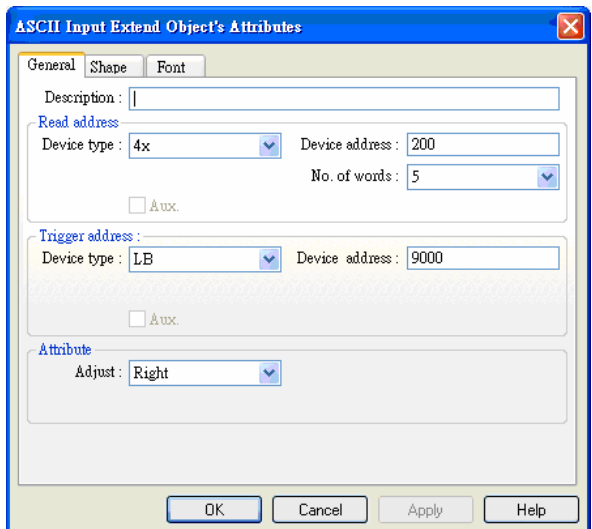 ASCII Input Extend Object's Attributes
General Shape Font
Description :
Read address
Device type : 4x Device address : 200
No. of words : 5
Aux.
Trigger address :
Device type : LB Device address : 9000
Aux.
Attribute
Adjust : Right
OK Cancel Apply Help